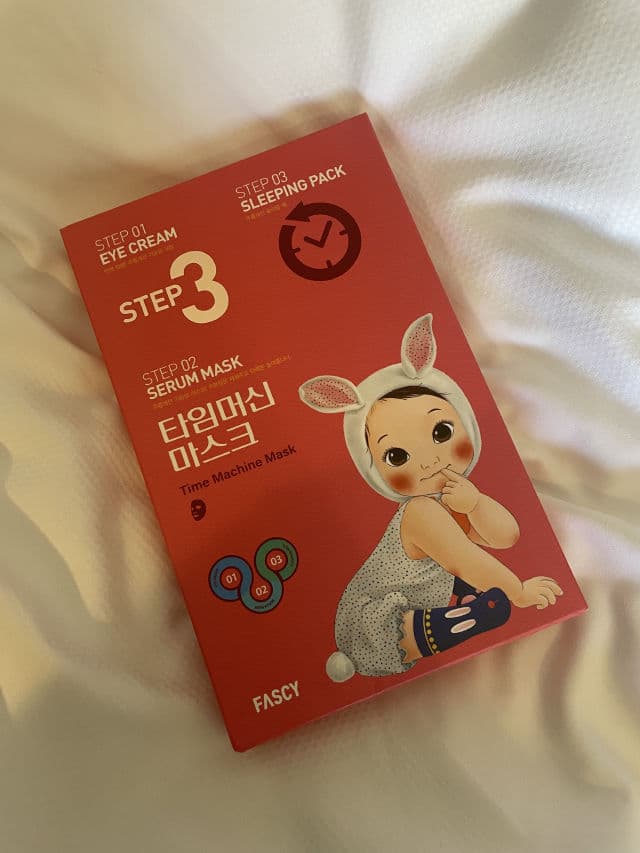 STEP 01
EYE CREAM
STEP 03
SLEEPING PACK
STEP 3
STEP 02
SERUM MASK
타임머신
마스크
Time Machine Mask
01
02
03
FASCY